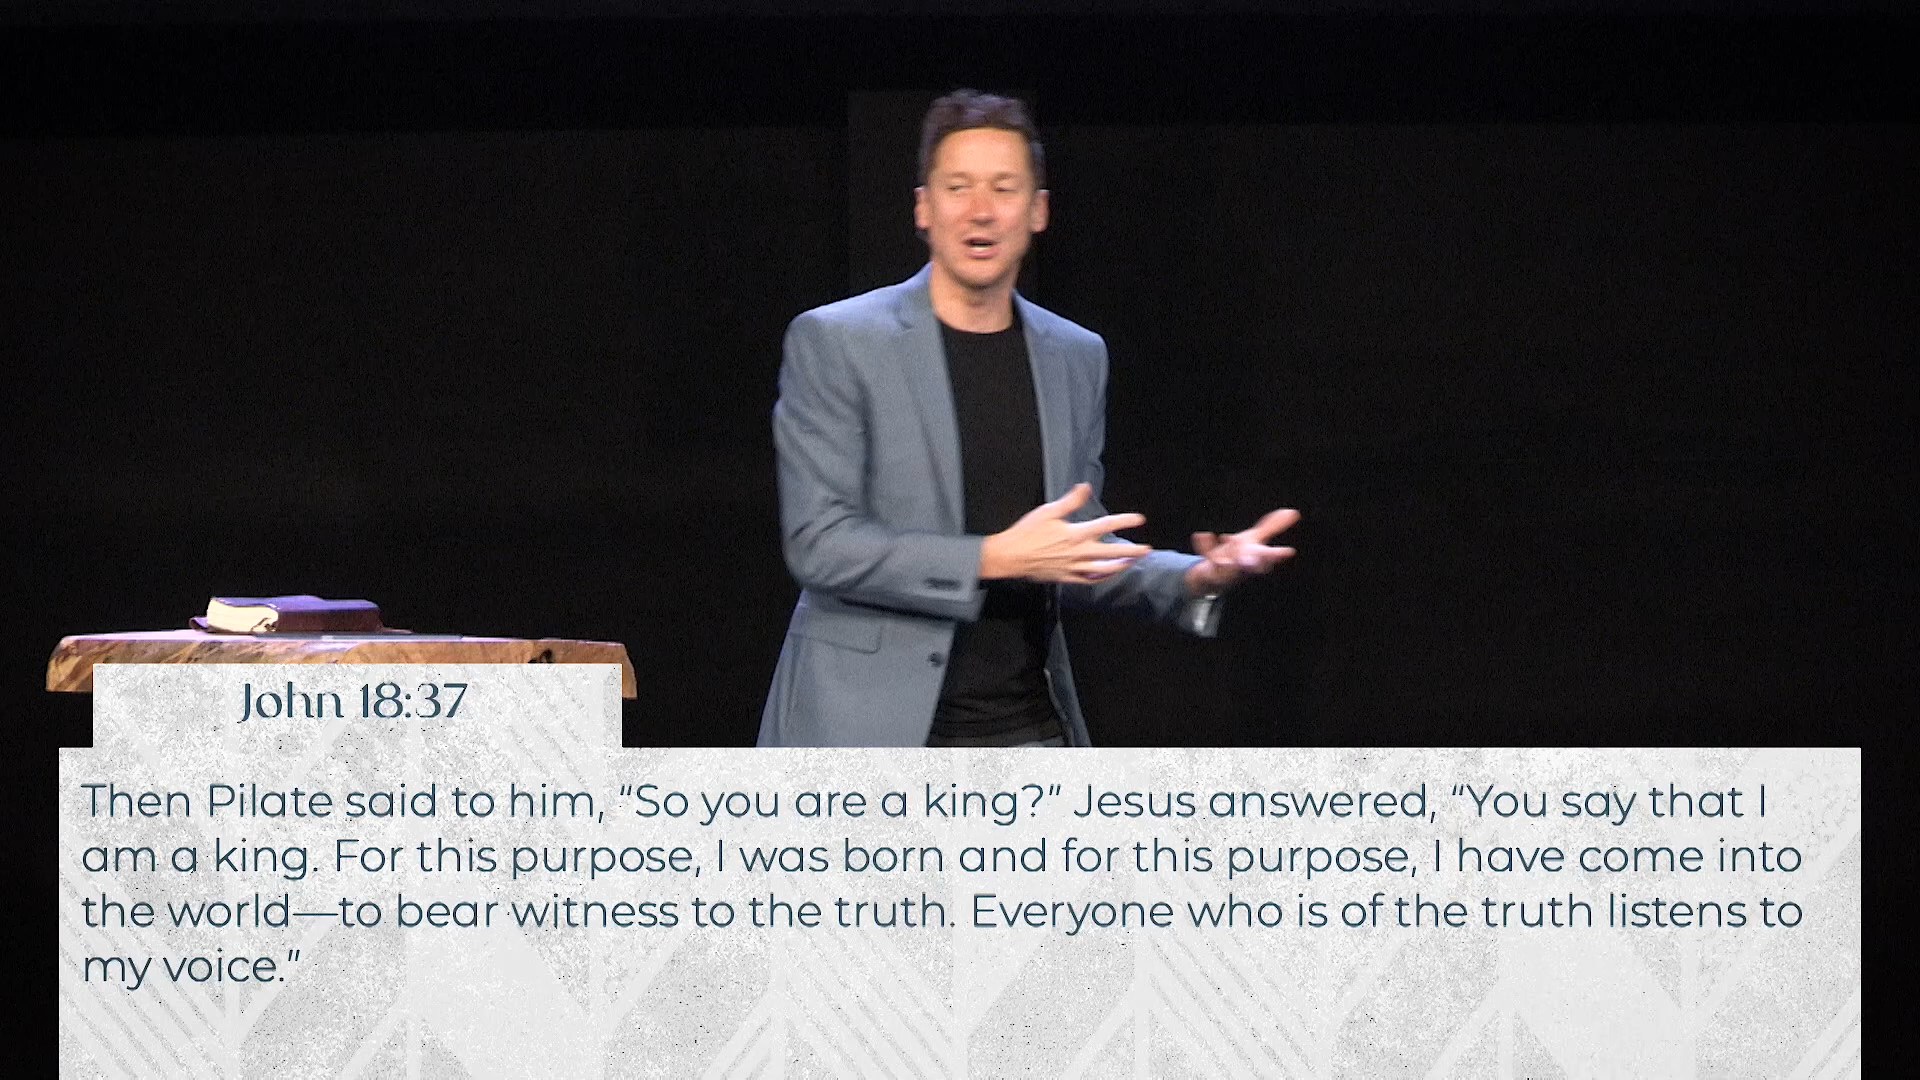 John 18:37
Then Pilate said to him, “So you are a king?” Jesus answered, “You say that I
am a king. For this purpose, I was born and for this purpose, I have come into
the world—to bear witness to the truth. Everyone who is of the truth listens to
my voice.”